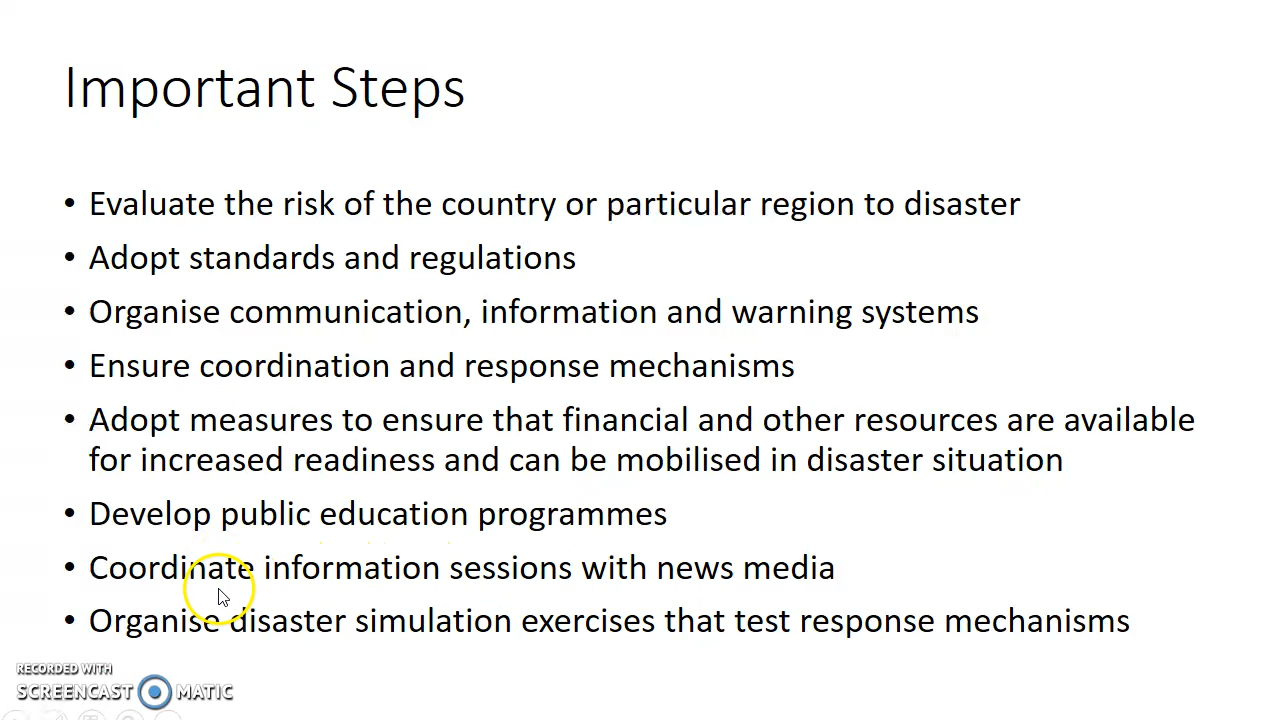 Important Steps
• Evaluate the risk of the country or particular region to disaster
• Adopt standards and regulations
• Organise communication, information and warning systems
• Ensure coordination and response mechanisms
• Adopt measures to ensure that financial and other resources are available
for increased readiness and can be mobilised in disaster situation
• Develop public education programmes
• Coordinate information sessions with news media
• Organise disaster simulation exercises that test response mechanisms
RECORDED WITH
SCREENCAST MATIC